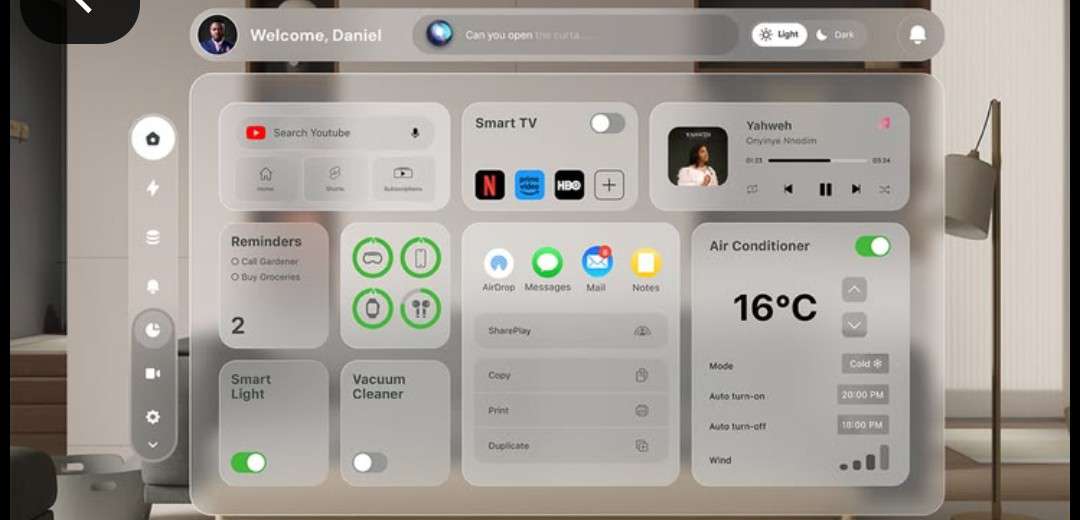 Welcome, Daniel
Can you open the curta.....
Light
Dark
Search Youtube
Home
Shorts
Subscriptions
Smart TV
N
prime video
HBO
YAHWEH
Yahweh
Onyinye Nnodim
01:23
03:34
Reminders
Call Gardener
Buy Groceries
2
AirDrop
Messages
Mail
Notes
SharePlay
Copy
Print
Duplicate
Air Conditioner
16°C
Mode
Cold
Auto turn-on
20:00 PM
Auto turn-off
18:00 PM
Wind
Smart
Light
Vacuum
Cleaner